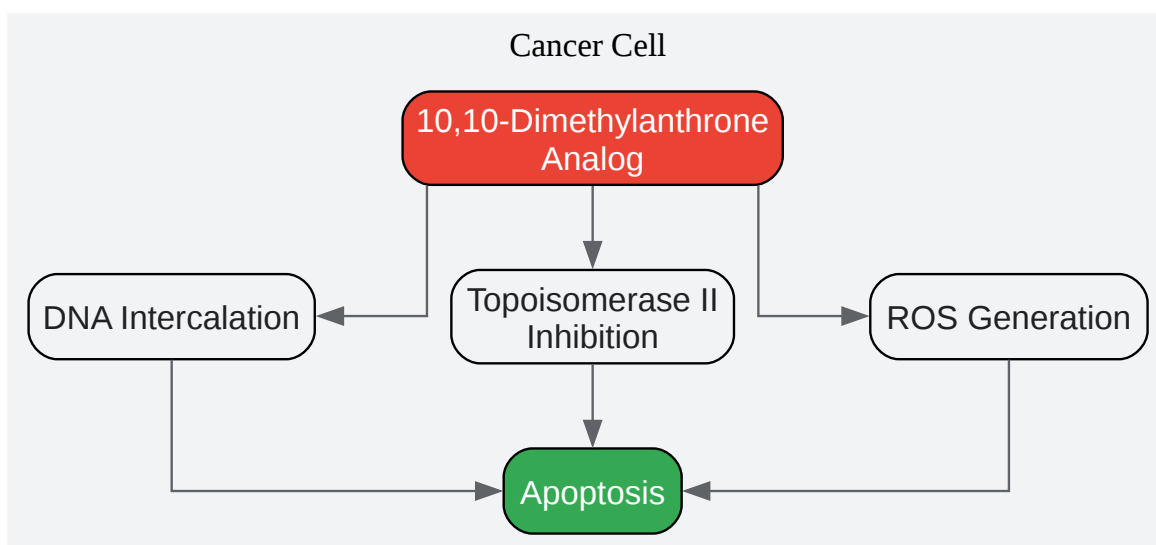 Cancer Cell
10,10-Dimethylanthrone
Analog
DNA Intercalation
Topoisomerase II
Inhibition
ROS Generation
Apoptosis